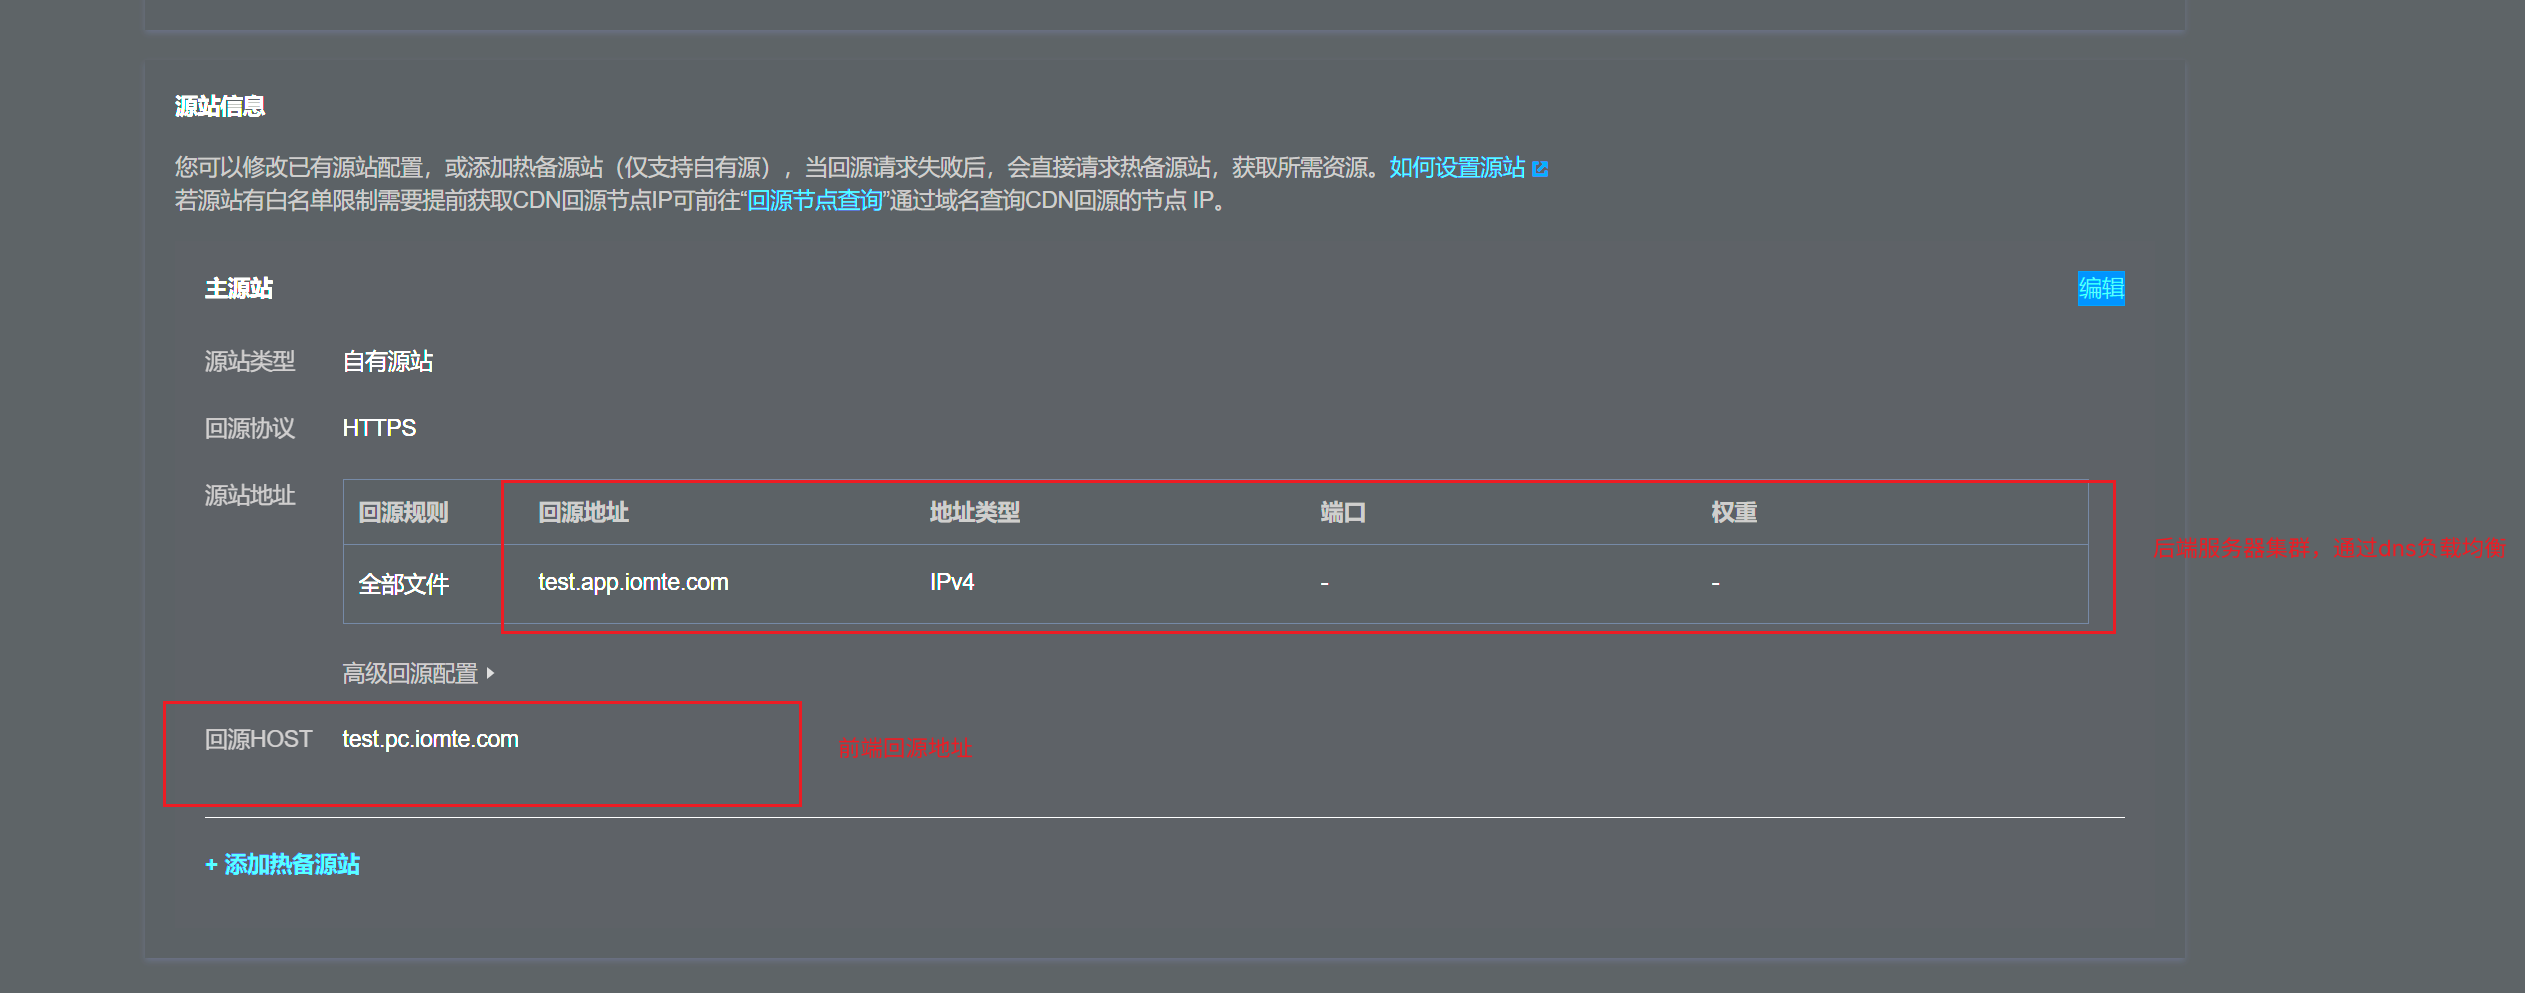 源站信息
您可以修改已有源站配置，或添加热备源站（仅支持自有源），当回源请求失败后，会直接请求热备源站，获取所需资源。如何设置源站
若源站有白名单限制需要提前获取CDN回源节点IP可前往“回源节点查询”通过域名查询CDN回源的节点 IP。
主源站 编辑
源站类型 自有源站
回源协议 HTTPS
源站地址 回源规则 回源地址 地址类型 端口 权重
后端服务器集群，通过dns负载均衡
全部文件 test.app.iomte.com IPv4 - -
高级回源配置
回源HOST test.pc.iomte.com 前端回源地址
+ 添加热备源站